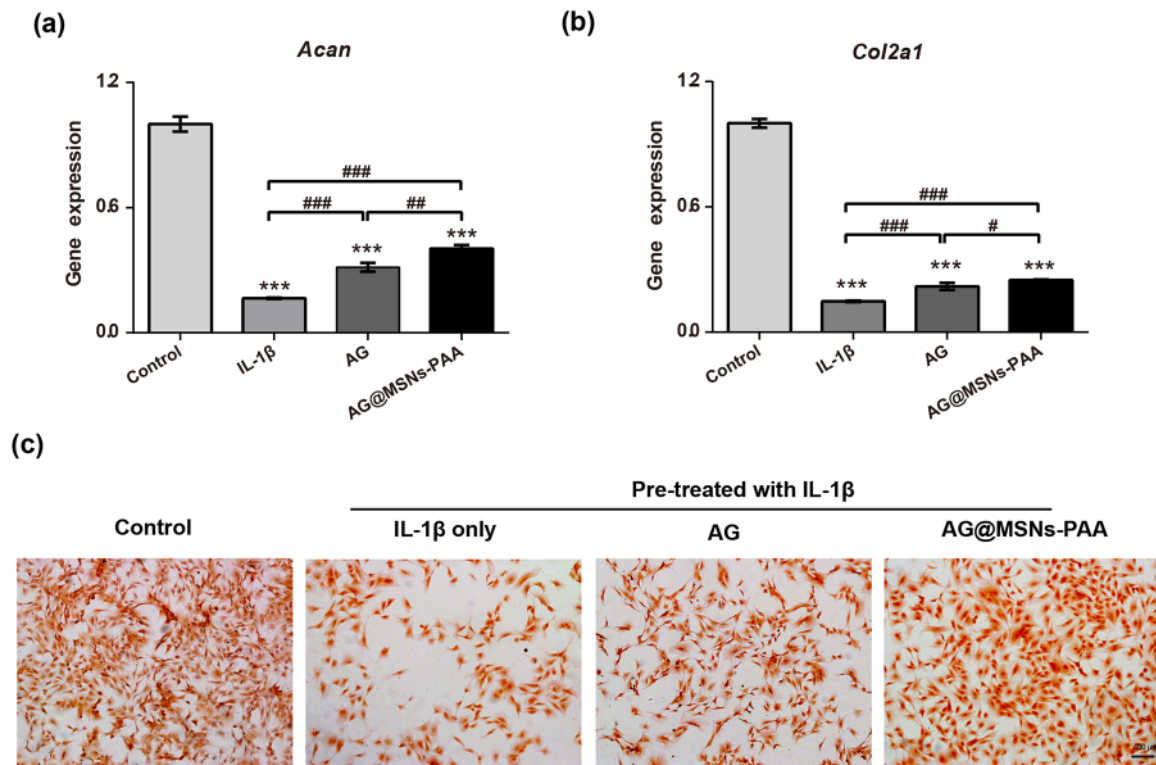 (a)
Acan
Gene expression
1.2
0.6
0.0
###
###
##
***
***
***
Control
IL-1β
AG
AG@MSNs-PAA
(b)
Col2a1
Gene expression
1.2
0.6
0.0
###
###
#
***
***
***
Control
IL-1β
AG
AG@MSNs-PAA
(c)
Pre-treated with IL-1β
Control
IL-1β only
AG
AG@MSNs-PAA